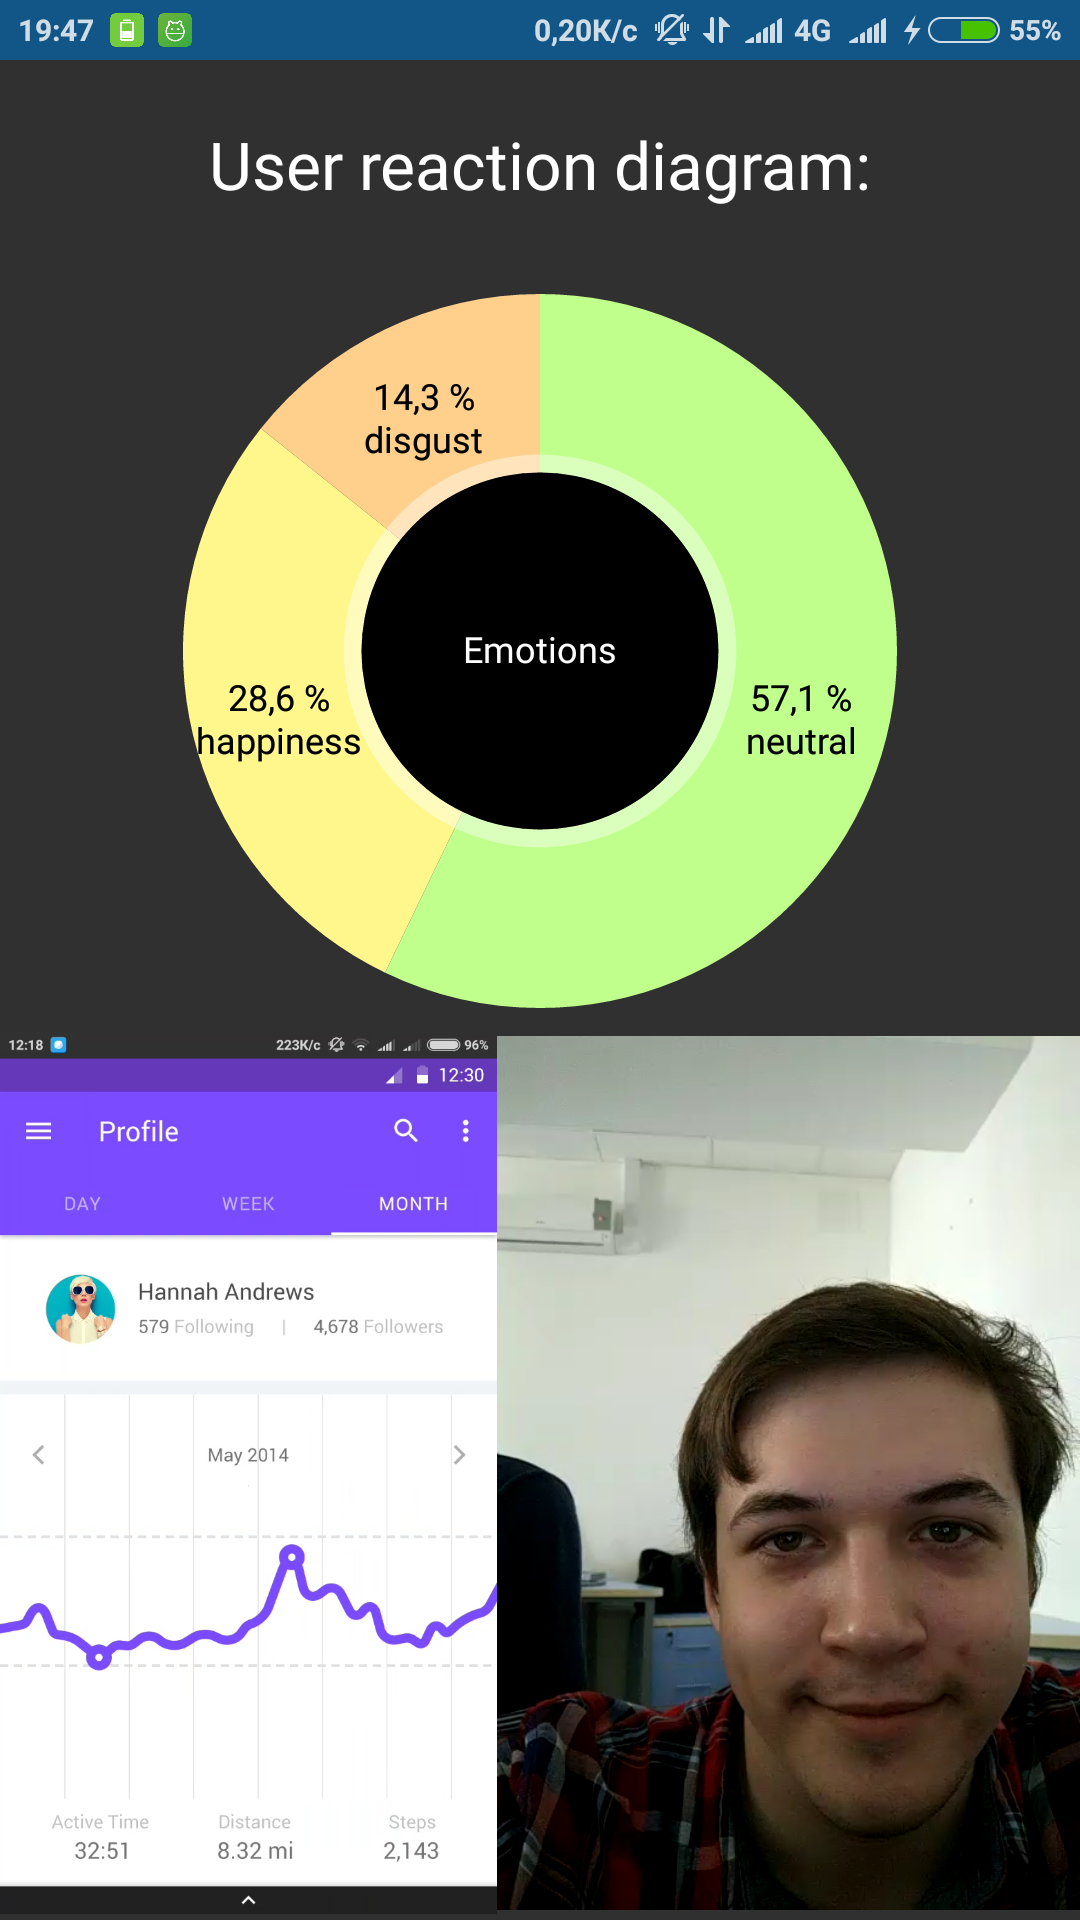 19:47 0,20K/c 4G 55%
User reaction diagram:
14,3 %
disgust
Emotions
28,6 %
happiness
57,1 %
neutral
12:18 223K/c 96%
12:30
Profile
DAY WEEK MONTH
Hannah Andrews
579 Following | 4,678 Followers
May 2014
Active Time Distance Steps
32:51 8.32 mi 2,143